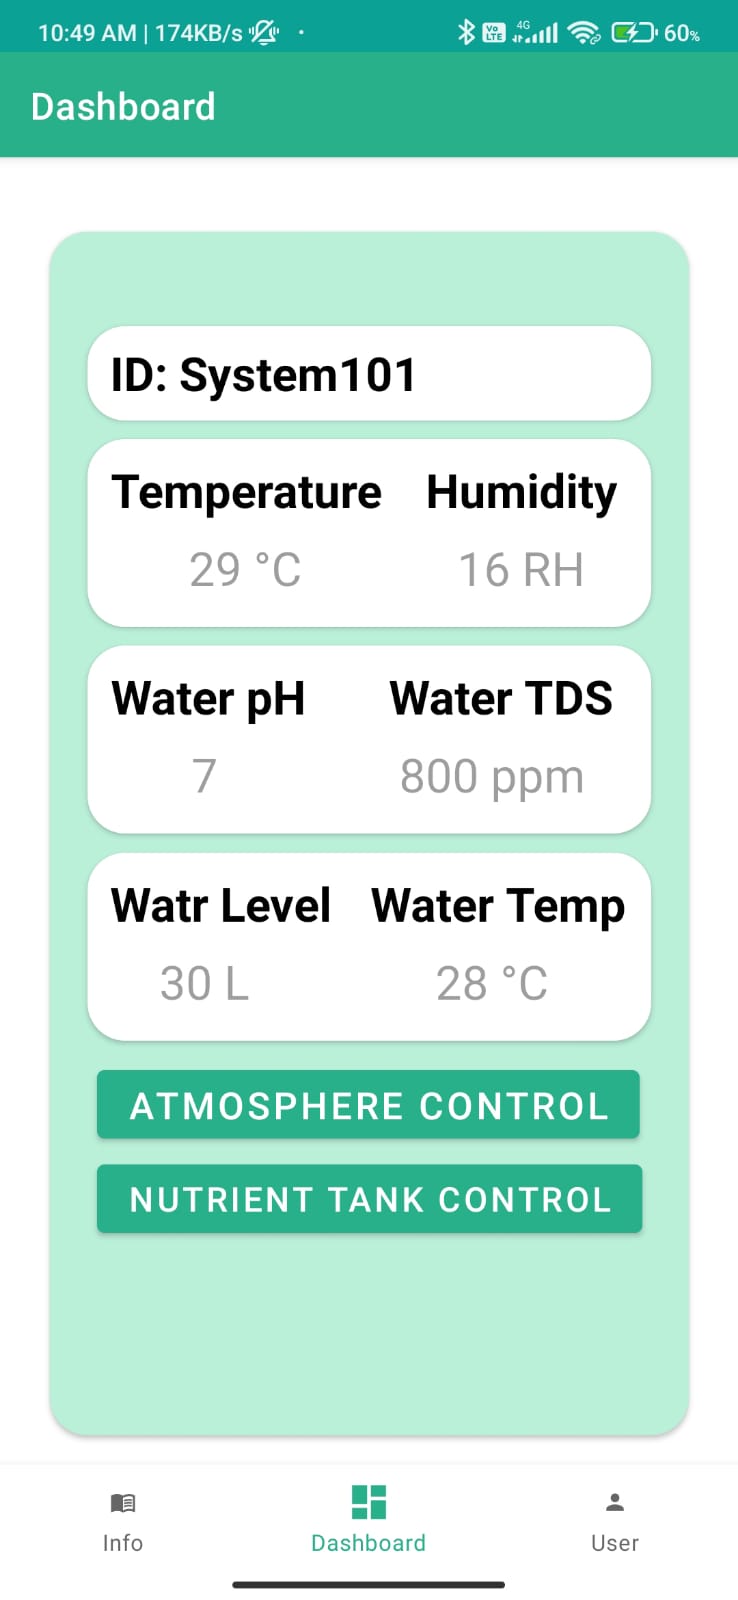 10:49 AM | 174KB/s
Vo LTE 4G 60%
Dashboard
ID: System101
Temperature Humidity
29 °C 16 RH
Water pH Water TDS
7 800 ppm
Watr Level Water Temp
30 L 28 °C
ATMOSPHERE CONTROL
NUTRIENT TANK CONTROL
Info Dashboard User